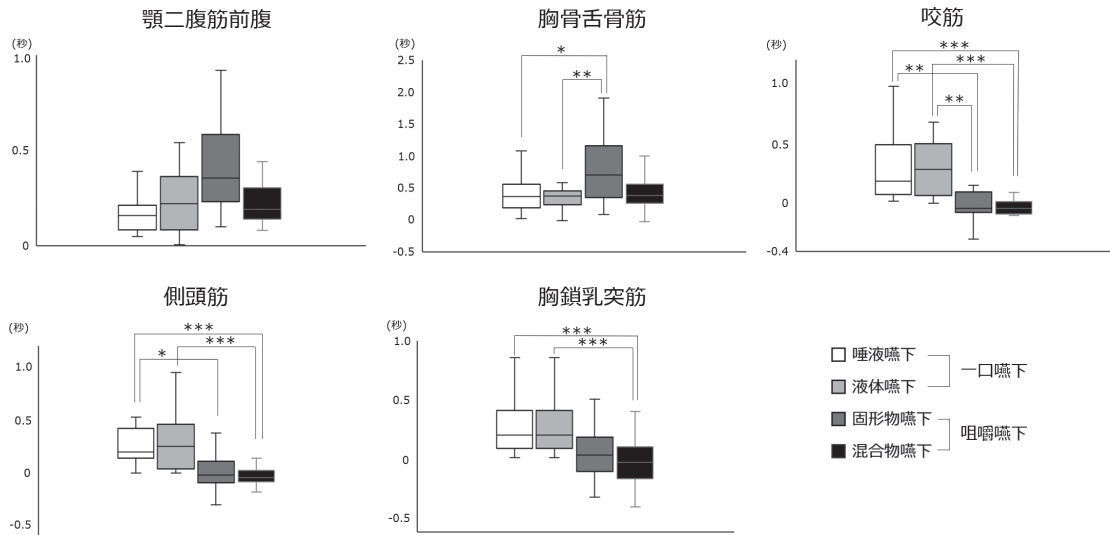 顎二腹筋前腹
(秒)
1.0
0.5
0
胸骨舌骨筋
(秒)
2.5
2.0
1.5
1.0
0.5
0
-0.5
*
**
咬筋
(秒)
1.0
0.5
0
-0.4
***
***
**
**
側頭筋
(秒)
1.0
0.5
0
-0.5
***
***
*
胸鎖乳突筋
(秒)
1.0
0.5
0
-0.5
***
***
唾液嚥下
液体嚥下
一口嚥下
固形物嚥下
混合物嚥下
咀嚼嚥下